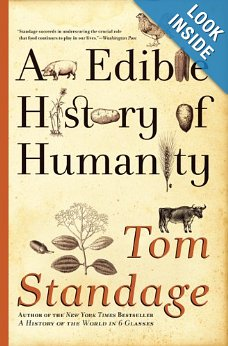 LOOK
INSIDE!
"Standage succeeds in underscoring the crucial role
that food continues to play in our lives." —Washington Post
An Edible
History of
Humanity
Tom
Standage
AUTHOR OF THE NEW YORK TIMES BESTSELLER
A HISTORY OF THE WORLD IN 6 GLASSES